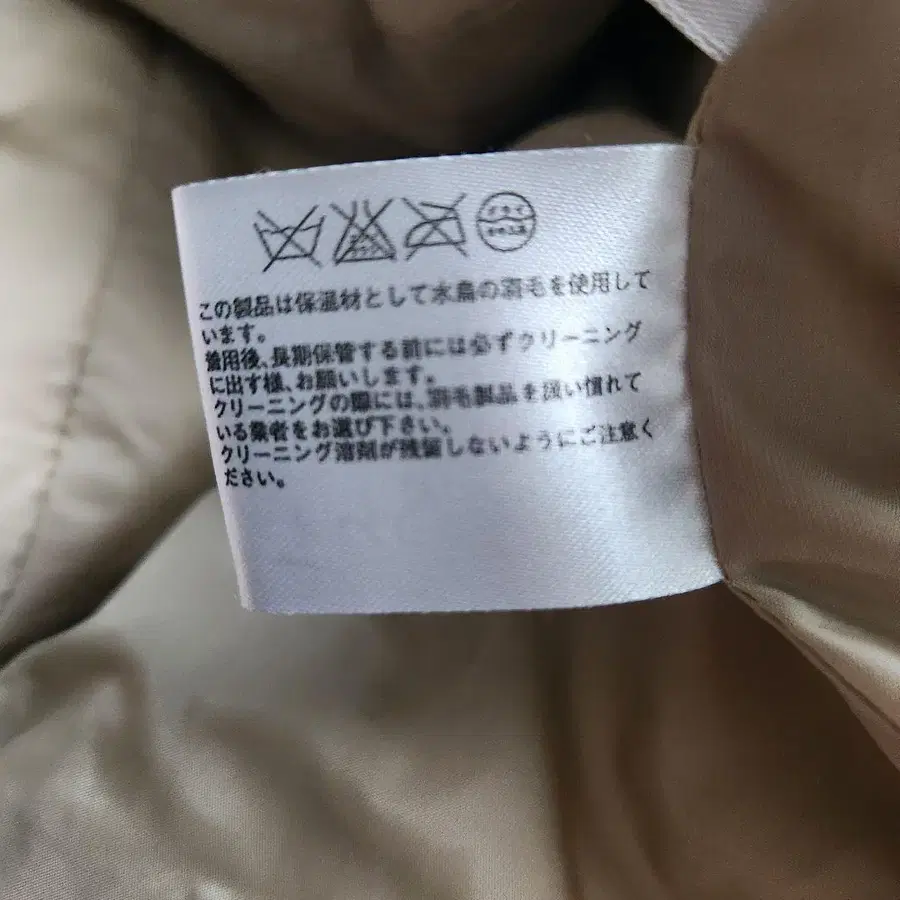 ドライ
この製品は保温材として水鳥の羽毛を使用して
います。
着用後、長期保管する前には必ずクリーニング
に出す様、お願いします。
クリーニングの際には、羽毛製品を扱い慣れて
いる業者をお選び下さい。
クリーニング溶剤が残留しないようにご注意く
ださい。